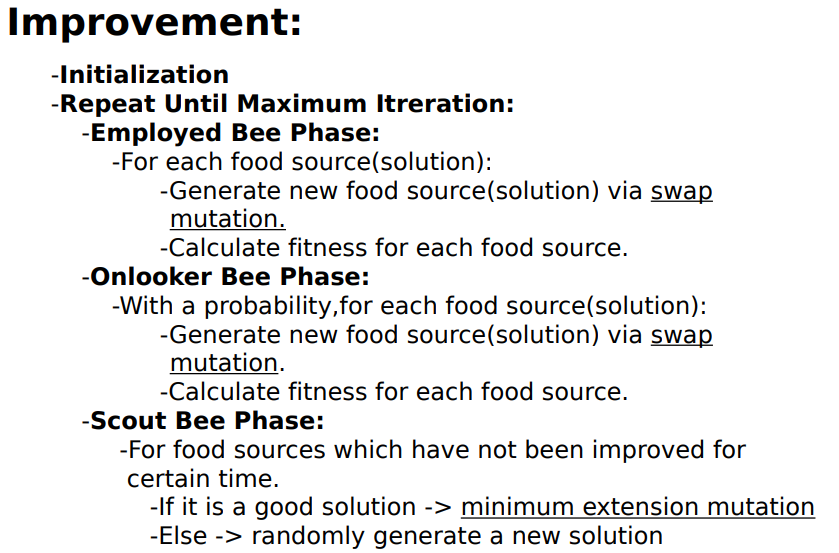 Improvement:
-Initialization
-Repeat Until Maximum Itreration:
-Employed Bee Phase:
-For each food source(solution):
-Generate new food source(solution) via swap
mutation.
-Calculate fitness for each food source.
-Onlooker Bee Phase:
-With a probability,for each food source(solution):
-Generate new food source(solution) via swap
mutation.
-Calculate fitness for each food source.
-Scout Bee Phase:
-For food sources which have not been improved for
certain time.
-If it is a good solution -> minimum extension mutation
-Else -> randomly generate a new solution